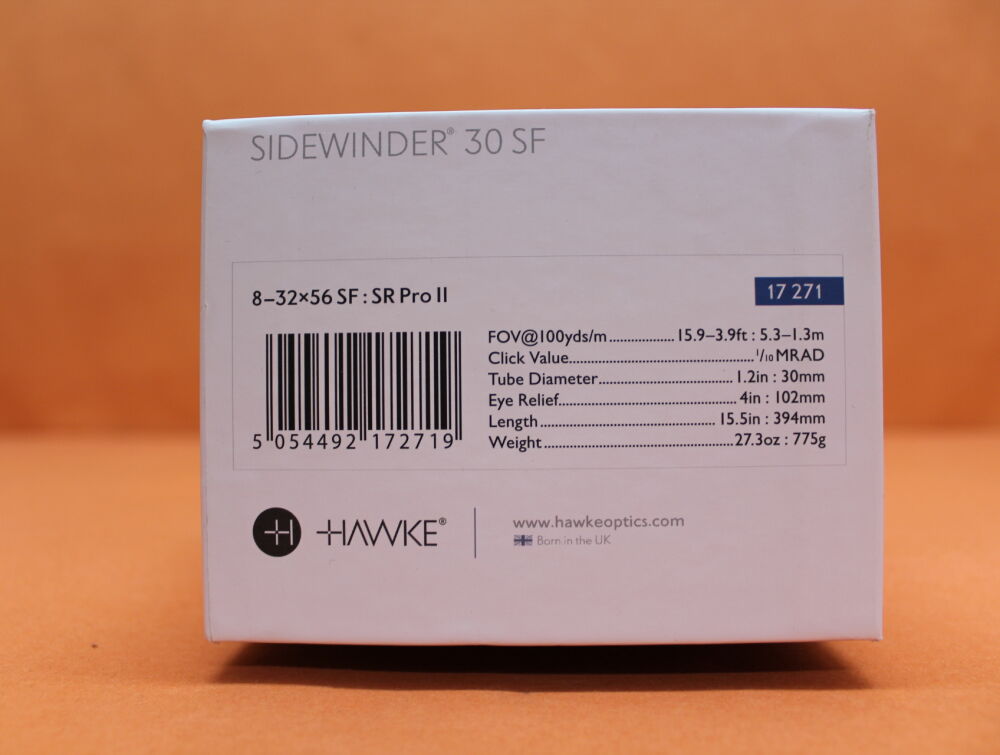 SIDEWINDER® 30 SF
8–32×56 SF : SR Pro II
17 271
FOV@100yds/m.................. 15.9–3.9ft : 5.3–1.3m
Click Value.................................................. 1/10 MRAD
Tube Diameter.................................... 1.2in : 30mm
Eye Relief................................................ 4in : 102mm
Length............................................... 15.5in : 394mm
Weight.................................................. 27.3oz : 775g
5 054492 172719
H HAWKE®
www.hawkeoptics.com
Born in the UK